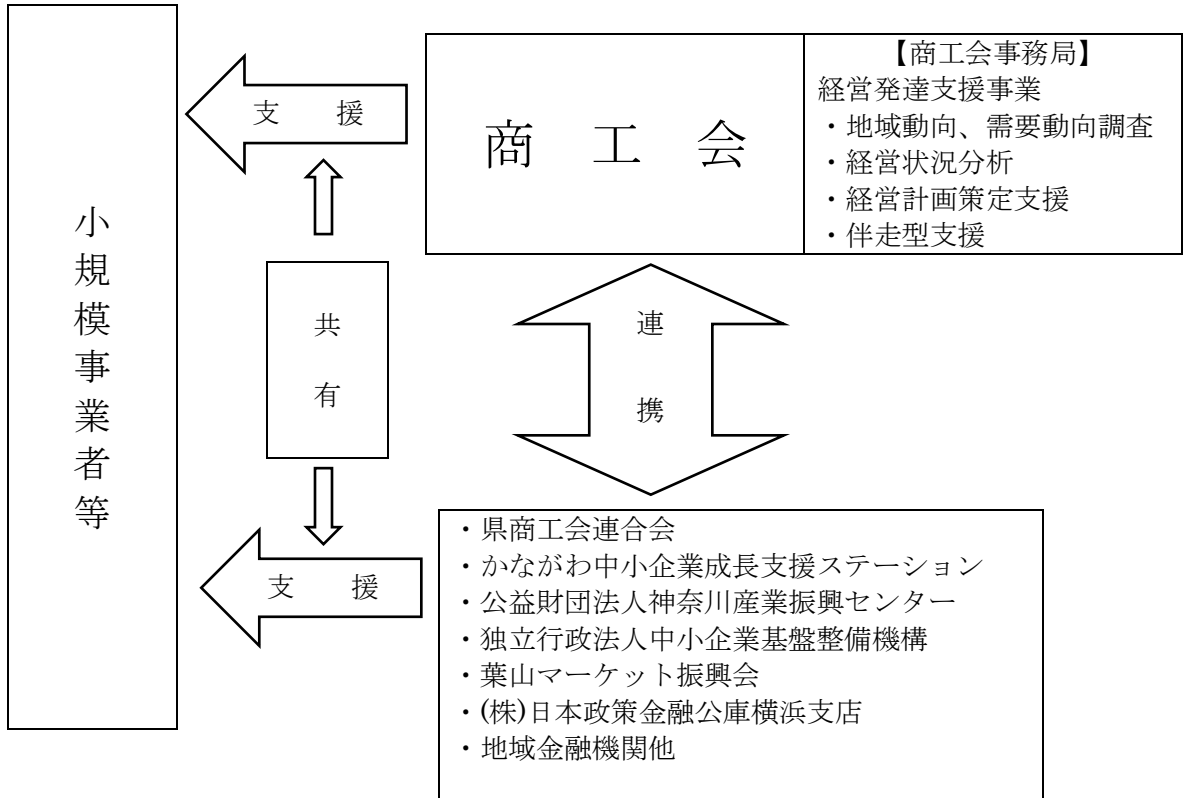 小規模事業者等
支　援
商　工　会
【商工会事務局】
経営発達支援事業
・地域動向、需要動向調査
・経営状況分析
・経営計画策定支援
・伴走型支援
共有
連携
支　援
・県商工会連合会
・かながわ中小企業成長支援ステーション
・公益財団法人神奈川産業振興センター
・独立行政法人中小企業基盤整備機構
・葉山マーケット振興会
・(株)日本政策金融公庫横浜支店
・地域金融機関他